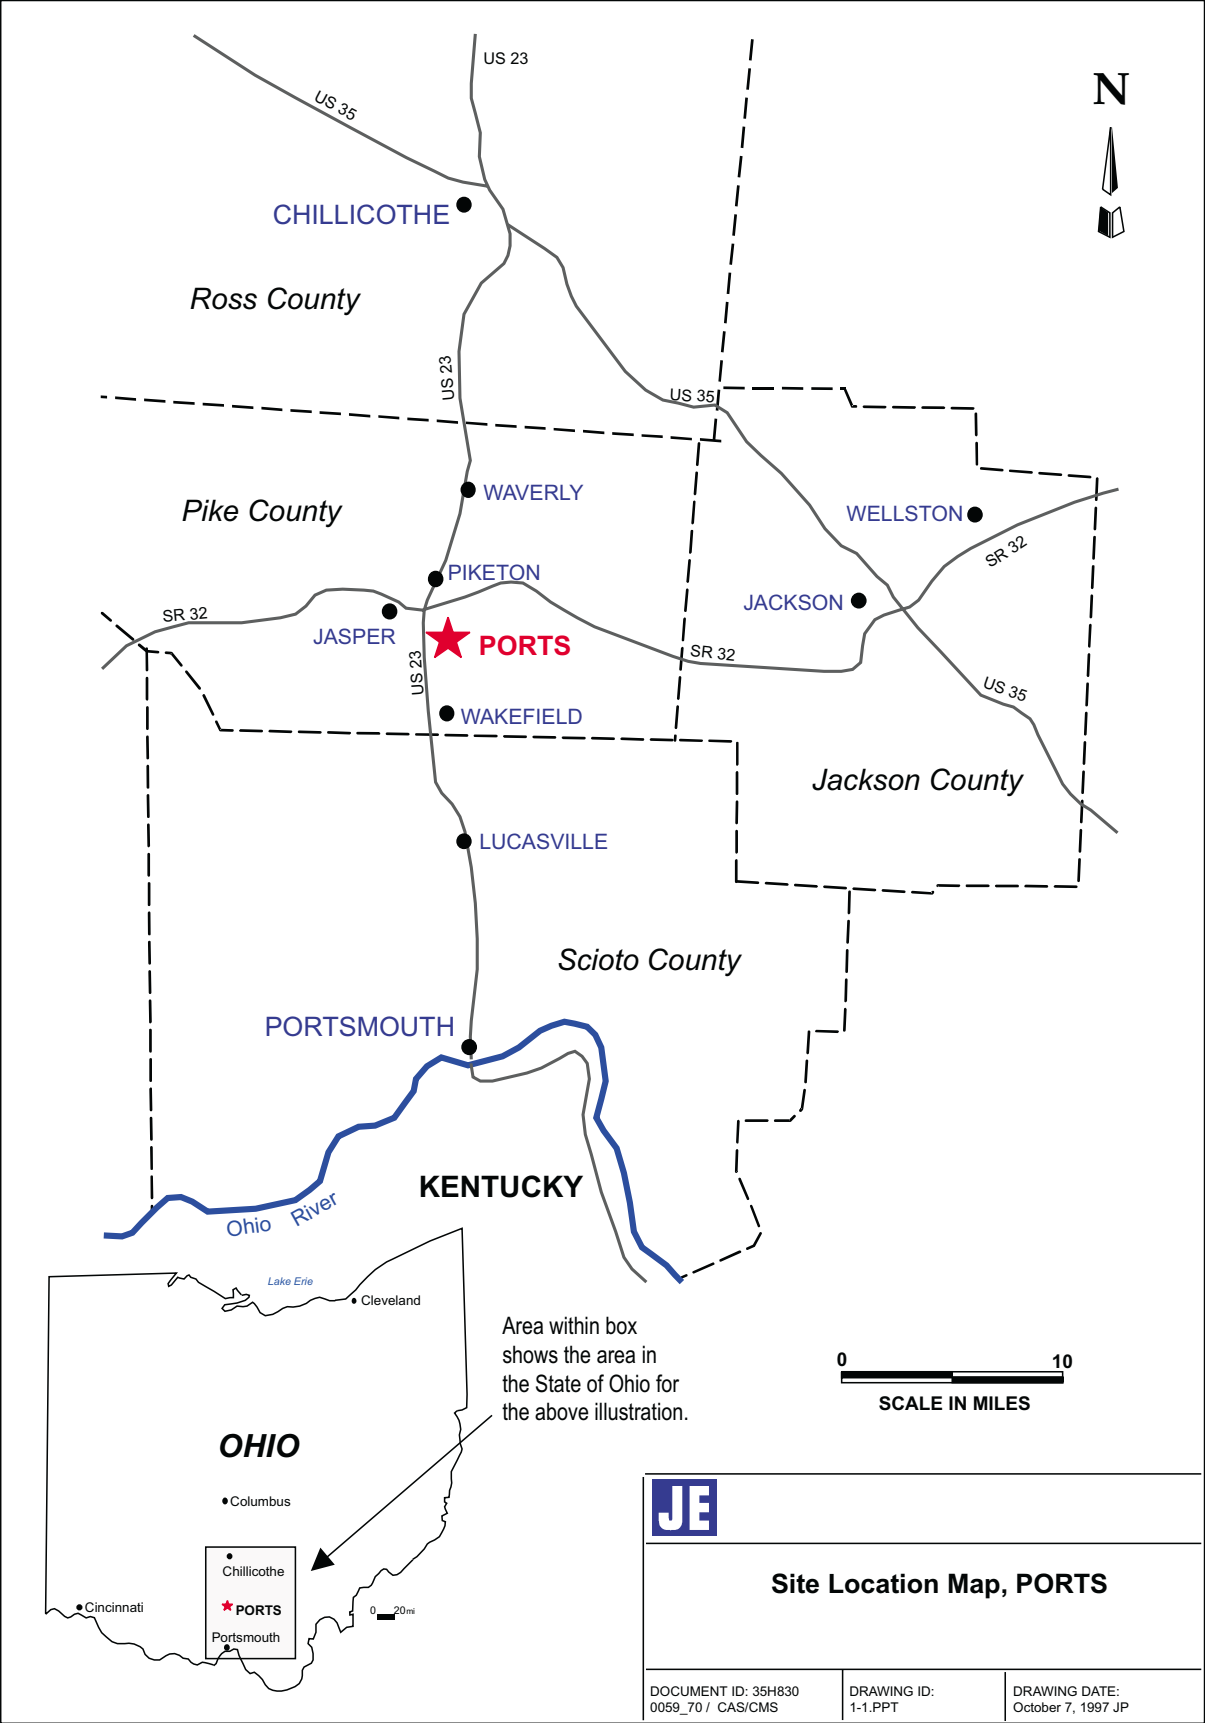 US 23
N
US 35
CHILLICOTHE
Ross County
US 23
US 35
WAVERLY
Pike County
WELLSTON
SR 32
PIKETON
JACKSON
SR 32
JASPER
PORTS
SR 32
US 23
US 35
WAKEFIELD
Jackson County
LUCASVILLE
Scioto County
PORTSMOUTH
KENTUCKY
Ohio River
Lake Erie
Cleveland
Area within box
shows the area in
the State of Ohio for
the above illustration.
0 10
SCALE IN MILES
OHIO
Columbus
Chillicothe
PORTS
Cincinnati
0 20mi
Portsmouth
JE
Site Location Map, PORTS
DOCUMENT ID: 35H830
0059_70 / CAS/CMS
DRAWING ID:
1-1.PPT
DRAWING DATE:
October 7, 1997 JP